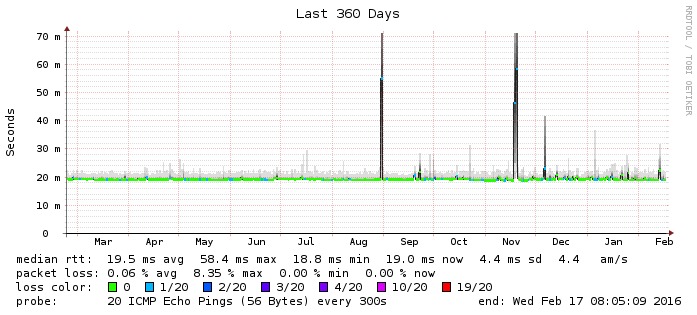 Last 360 Days
RRDTOOL / TOBI OETIKER
Seconds
70 m
60 m
50 m
40 m
30 m
20 m
10 m
0
Mar Apr May Jun Jul Aug Sep Oct Nov Dec Jan Feb
median rtt: 19.5 ms avg 58.4 ms max 18.8 ms min 19.0 ms now 4.4 ms sd 4.4 am/s
packet loss: 0.06 % avg 8.35 % max 0.00 % min 0.00 % now
loss color: 0 1/20 2/20 3/20 4/20 10/20 19/20
probe: 20 ICMP Echo Pings (56 Bytes) every 300s end: Wed Feb 17 08:05:09 2016